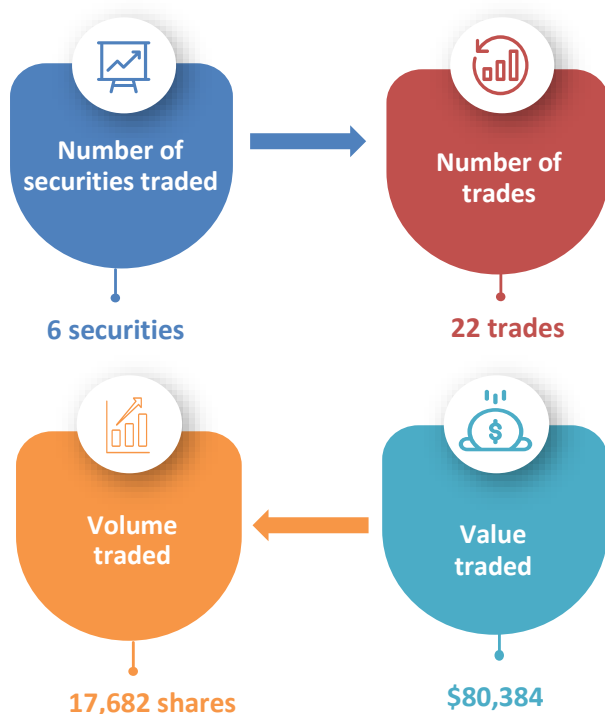 Number of
securities traded
6 securities
Number of
trades
22 trades
$
Value
traded
$80,384
Volume
traded
17,682 shares